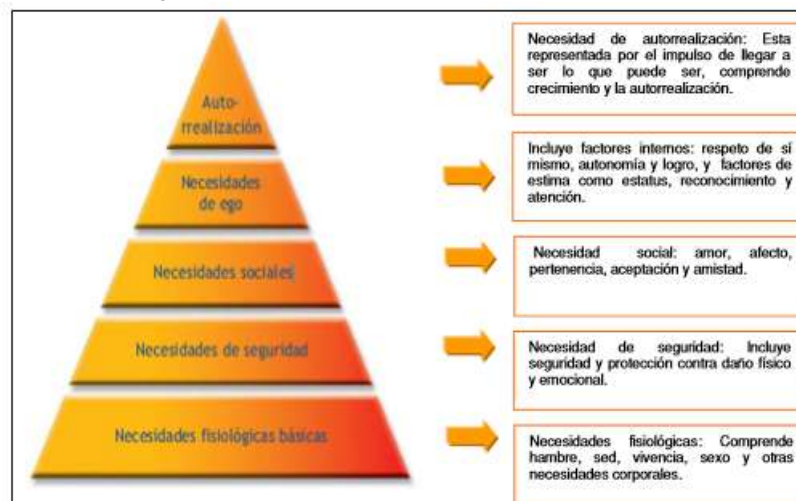 Auto-
rrealización
Necesidad de autorrealización: Esta
representada por el impulso de llegar a
ser lo que puede ser, comprende
crecimiento y la autorrealización.
Necesidades
de ego
Incluye factores internos: respeto de sí
mismo, autonomía y logro, y factores de
estima como estatus, reconocimiento y
atención.
Necesidades sociales
Necesidad social: amor, afecto,
pertenencia, aceptación y amistad.
Necesidades de seguridad
Necesidad de seguridad: Incluye
seguridad y protección contra daño físico
y emocional.
Necesidades fisiológicas básicas
Necesidades fisiológicas: Comprende
hambre, sed, vivencia, sexo y otras
necesidades corporales.